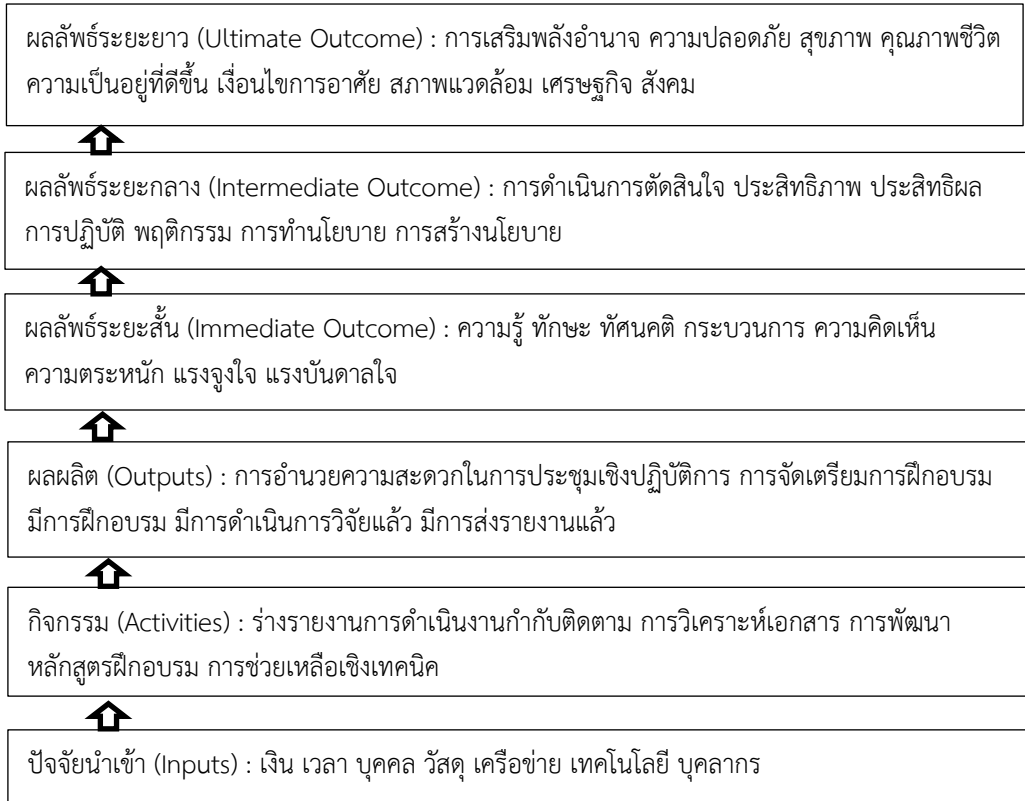 ผลลัพธ์ระยะยาว (Ultimate Outcome) : การเสริมพลังอำนาจ ความปลอดภัย สุขภาพ คุณภาพชีวิต
ความเป็นอยู่ที่ดีขึ้น เงื่อนไขการอาศัย สภาพแวดล้อม เศรษฐกิจ สังคม
ผลลัพธ์ระยะกลาง (Intermediate Outcome) : การดำเนินการตัดสินใจ ประสิทธิภาพ ประสิทธิผล
การปฏิบัติ พฤติกรรม การทำนโยบาย การสร้างนโยบาย
ผลลัพธ์ระยะสั้น (Immediate Outcome) : ความรู้ ทักษะ ทัศนคติ กระบวนการ ความคิดเห็น
ความตระหนัก แรงจูงใจ แรงบันดาลใจ
ผลผลิต (Outputs) : การอำนวยความสะดวกในการประชุมเชิงปฏิบัติการ การจัดเตรียมการฝึกอบรม
มีการฝึกอบรม มีการดำเนินการวิจัยแล้ว มีการส่งรายงานแล้ว
กิจกรรม (Activities) : ร่างรายงานการดำเนินงานกำกับติดตาม การวิเคราะห์เอกสาร การพัฒนา
หลักสูตรฝึกอบรม การช่วยเหลือเชิงเทคนิค
ปัจจัยนำเข้า (Inputs) : เงิน เวลา บุคคล วัสดุ เครือข่าย เทคโนโลยี บุคลากร